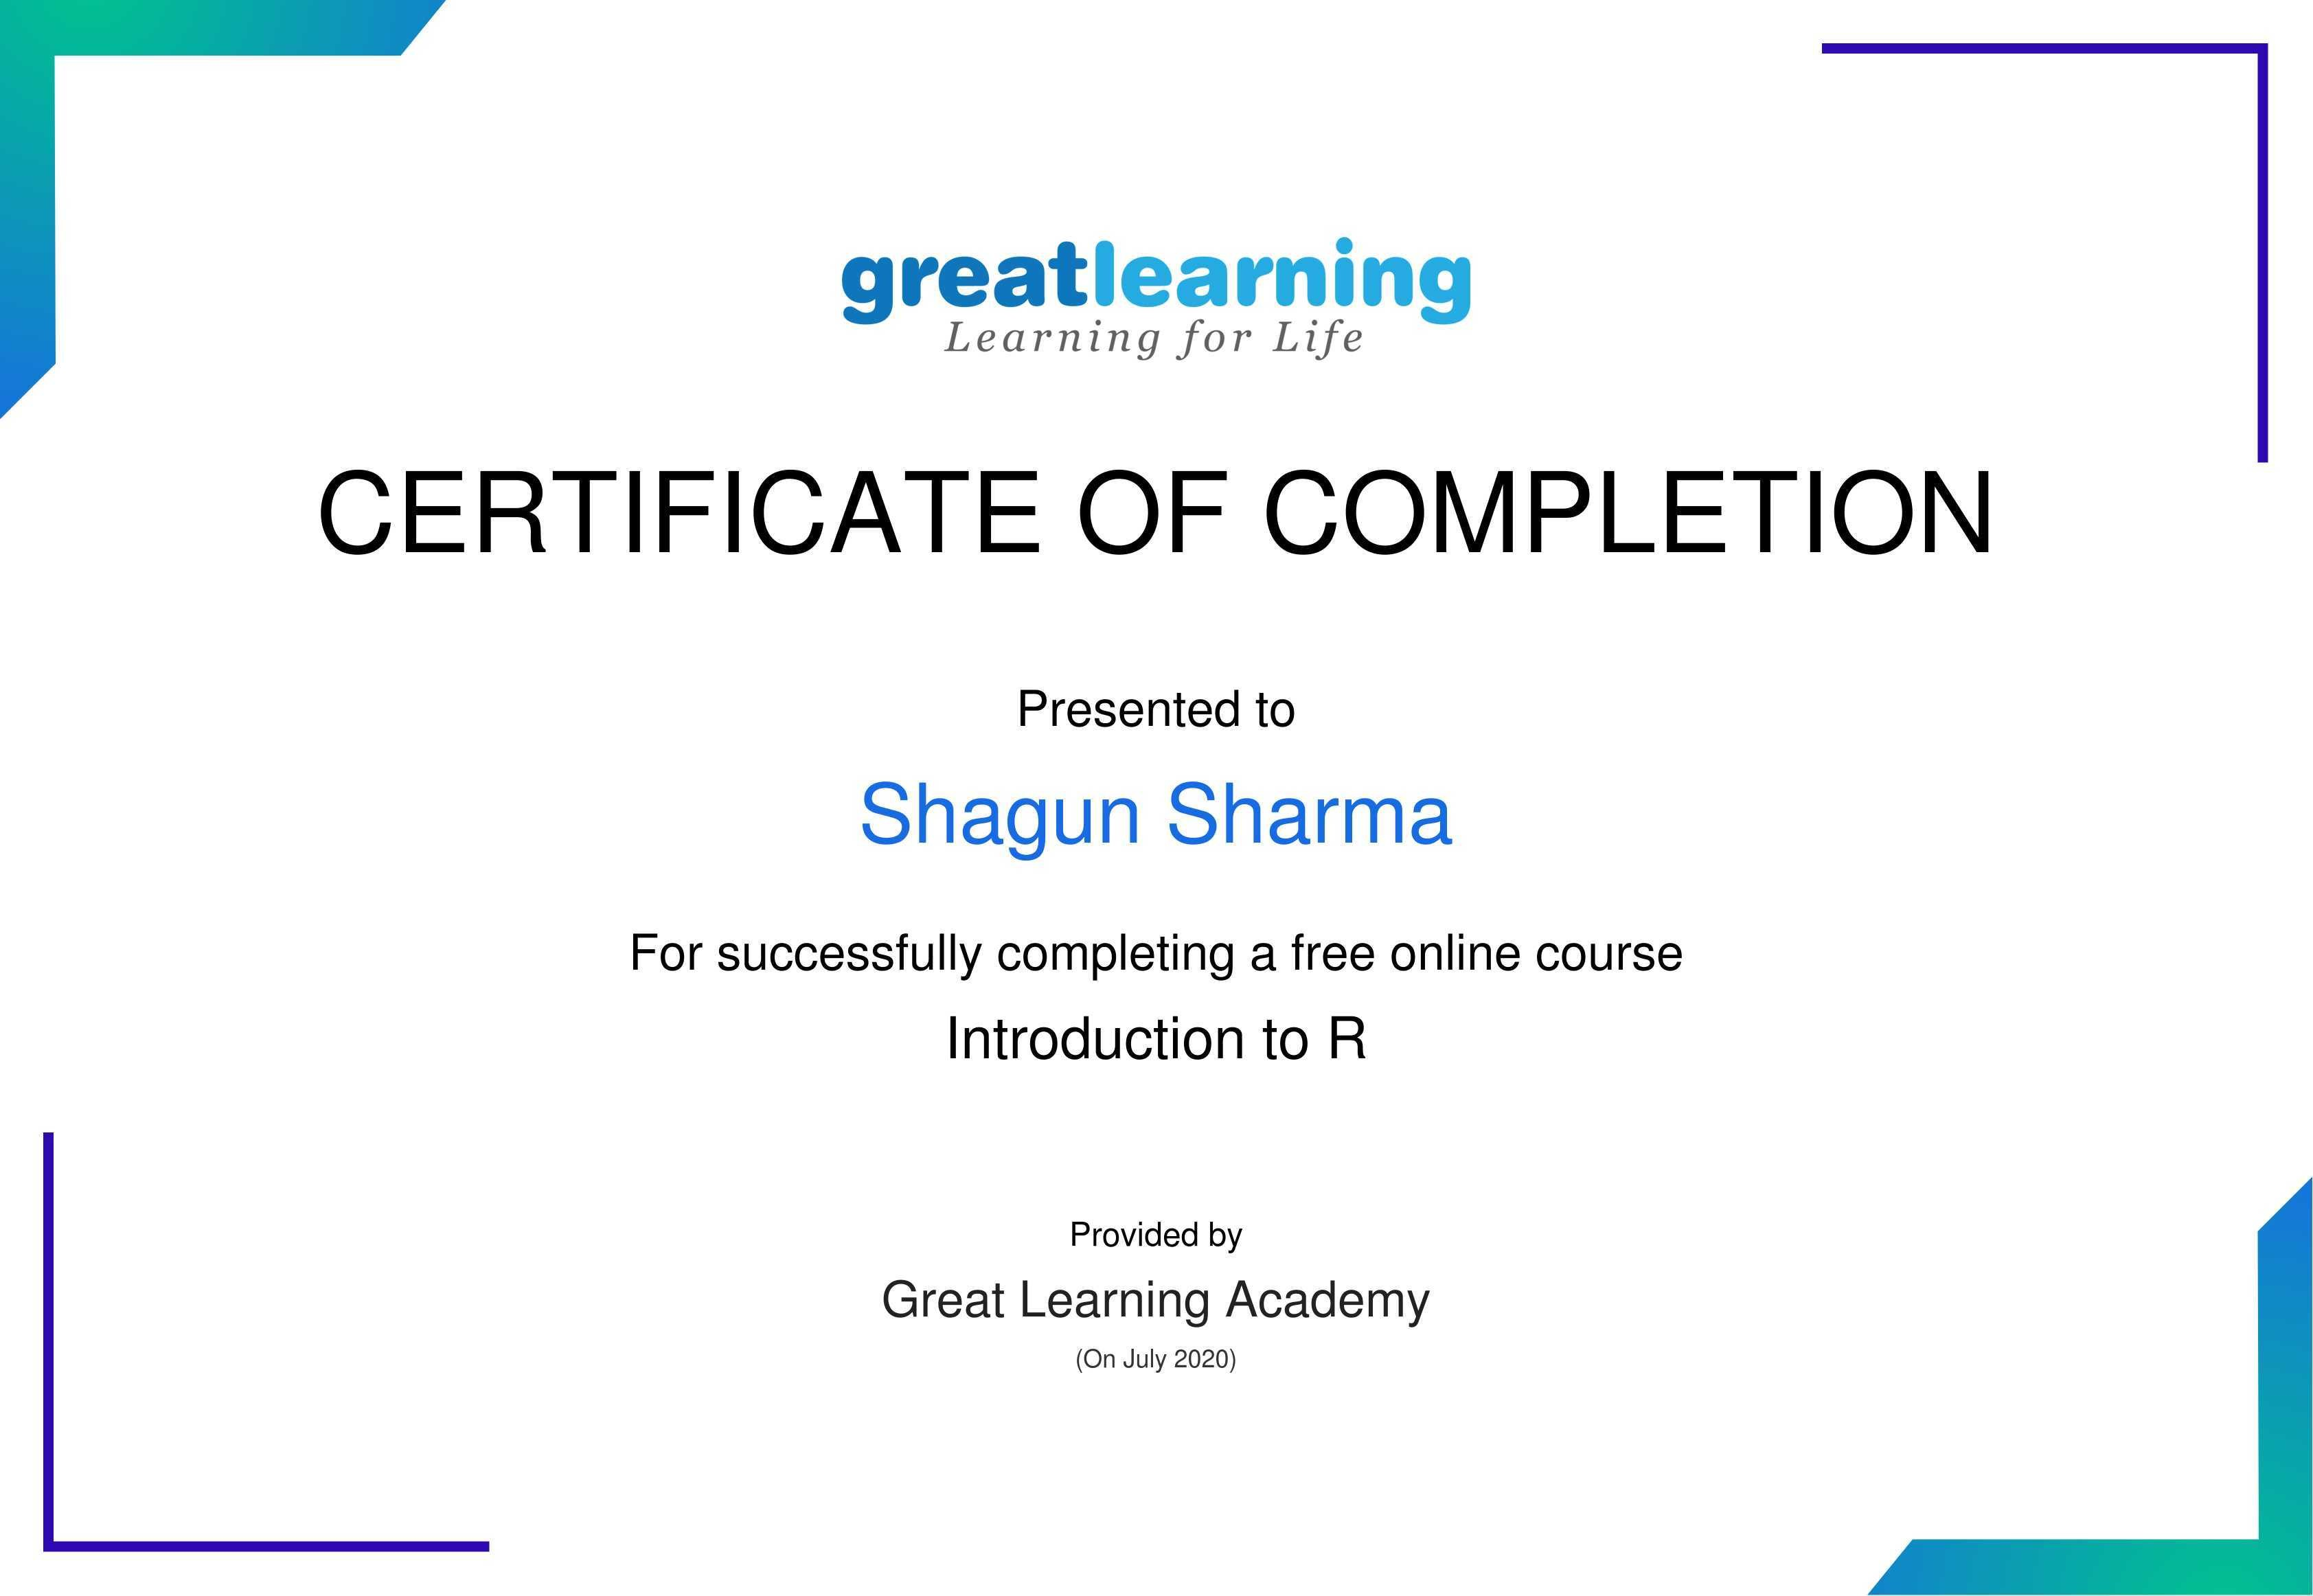 greatlearning
Learning for Life
CERTIFICATE OF COMPLETION
Presented to
Shagun Sharma
For successfully completing a free online course
Introduction to R
Provided by
Great Learning Academy
(On July 2020)